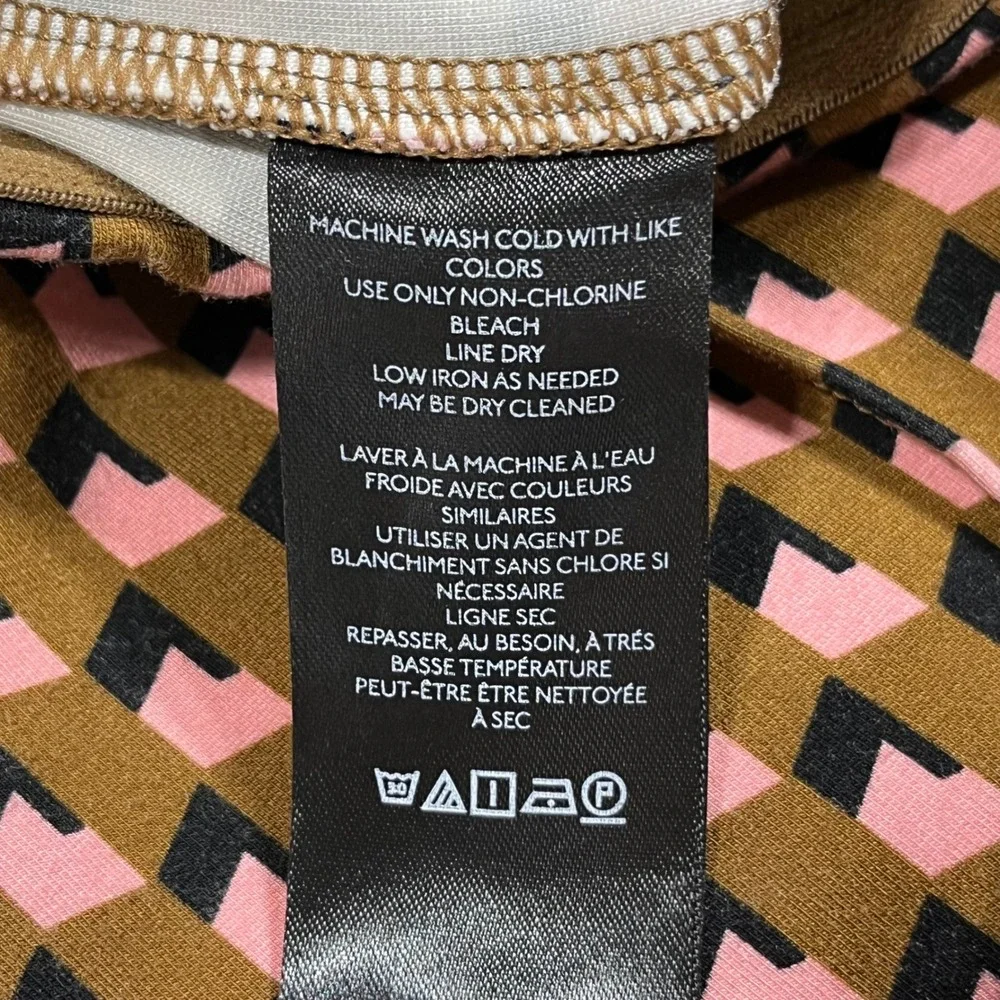 MACHINE WASH COLD WITH LIKE
COLORS
USE ONLY NON-CHLORINE
BLEACH
LINE DRY
LOW IRON AS NEEDED
MAY BE DRY CLEANED
LAVER À LA MACHINE À L'EAU
FROIDE AVEC COULEURS
SIMILAIRES
UTILISER UN AGENT DE
BLANCHIMENT SANS CHLORE SI
NÉCESSAIRE
LIGNE SEC
REPASSER, AU BESOIN, À TRÉS
BASSE TEMPÉRATURE
PEUT-ÊTRE ÊTRE NETTOYÉE
À SEC
30 P